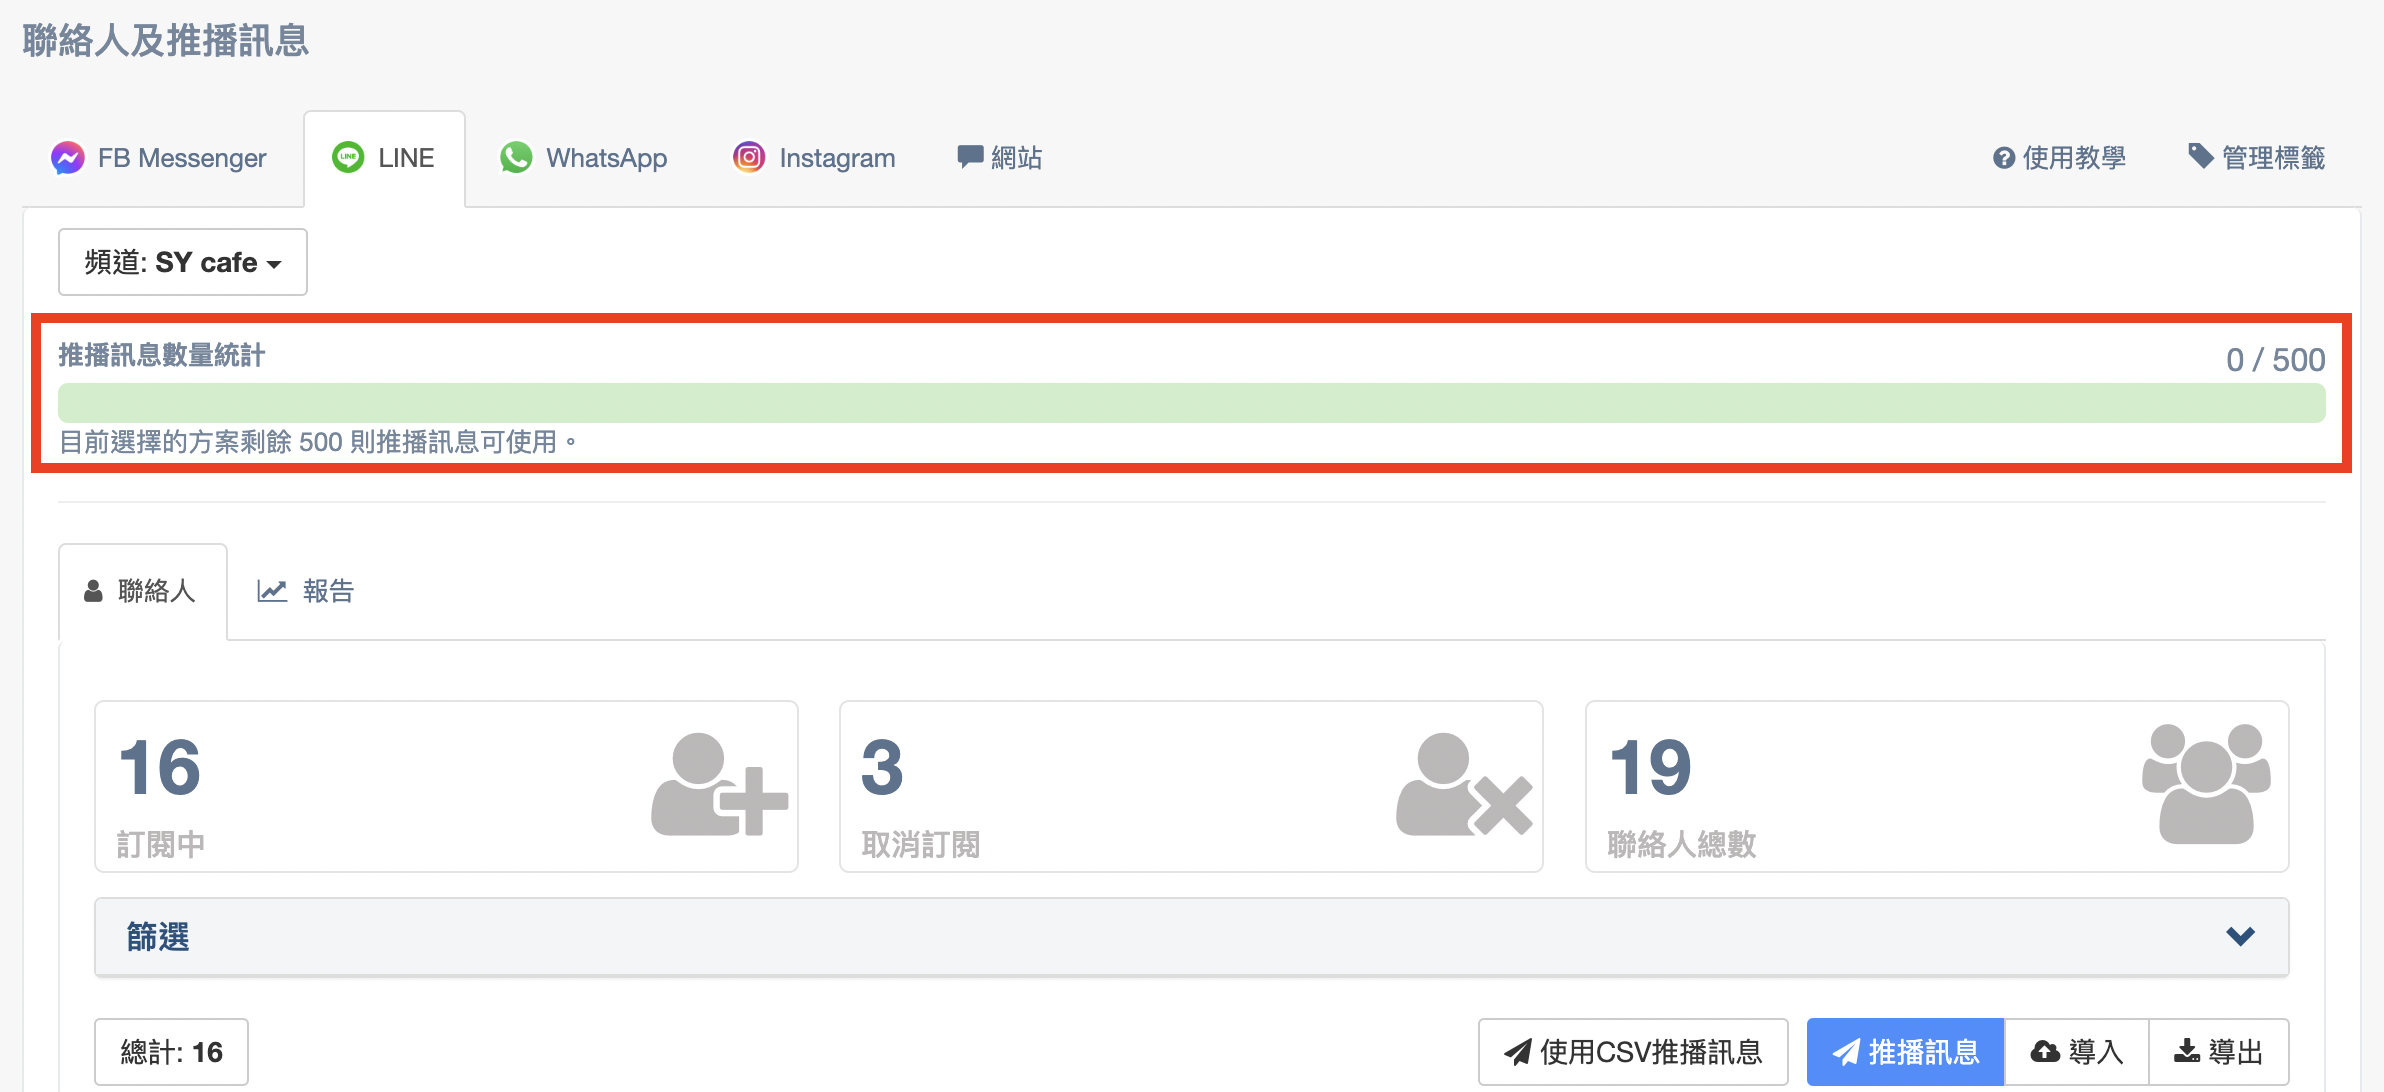 聯絡人及推播訊息
FB Messenger
LINE
WhatsApp
Instagram
網站
使用教學
管理標籤
頻道: SY cafe
推播訊息數量統計
0 / 500
目前選擇的方案剩餘 500 則推播訊息可使用。
聯絡人
報告
16
訂閱中
3
取消訂閱
19
聯絡人總數
篩選
總計: 16
使用CSV推播訊息
推播訊息
導入
導出